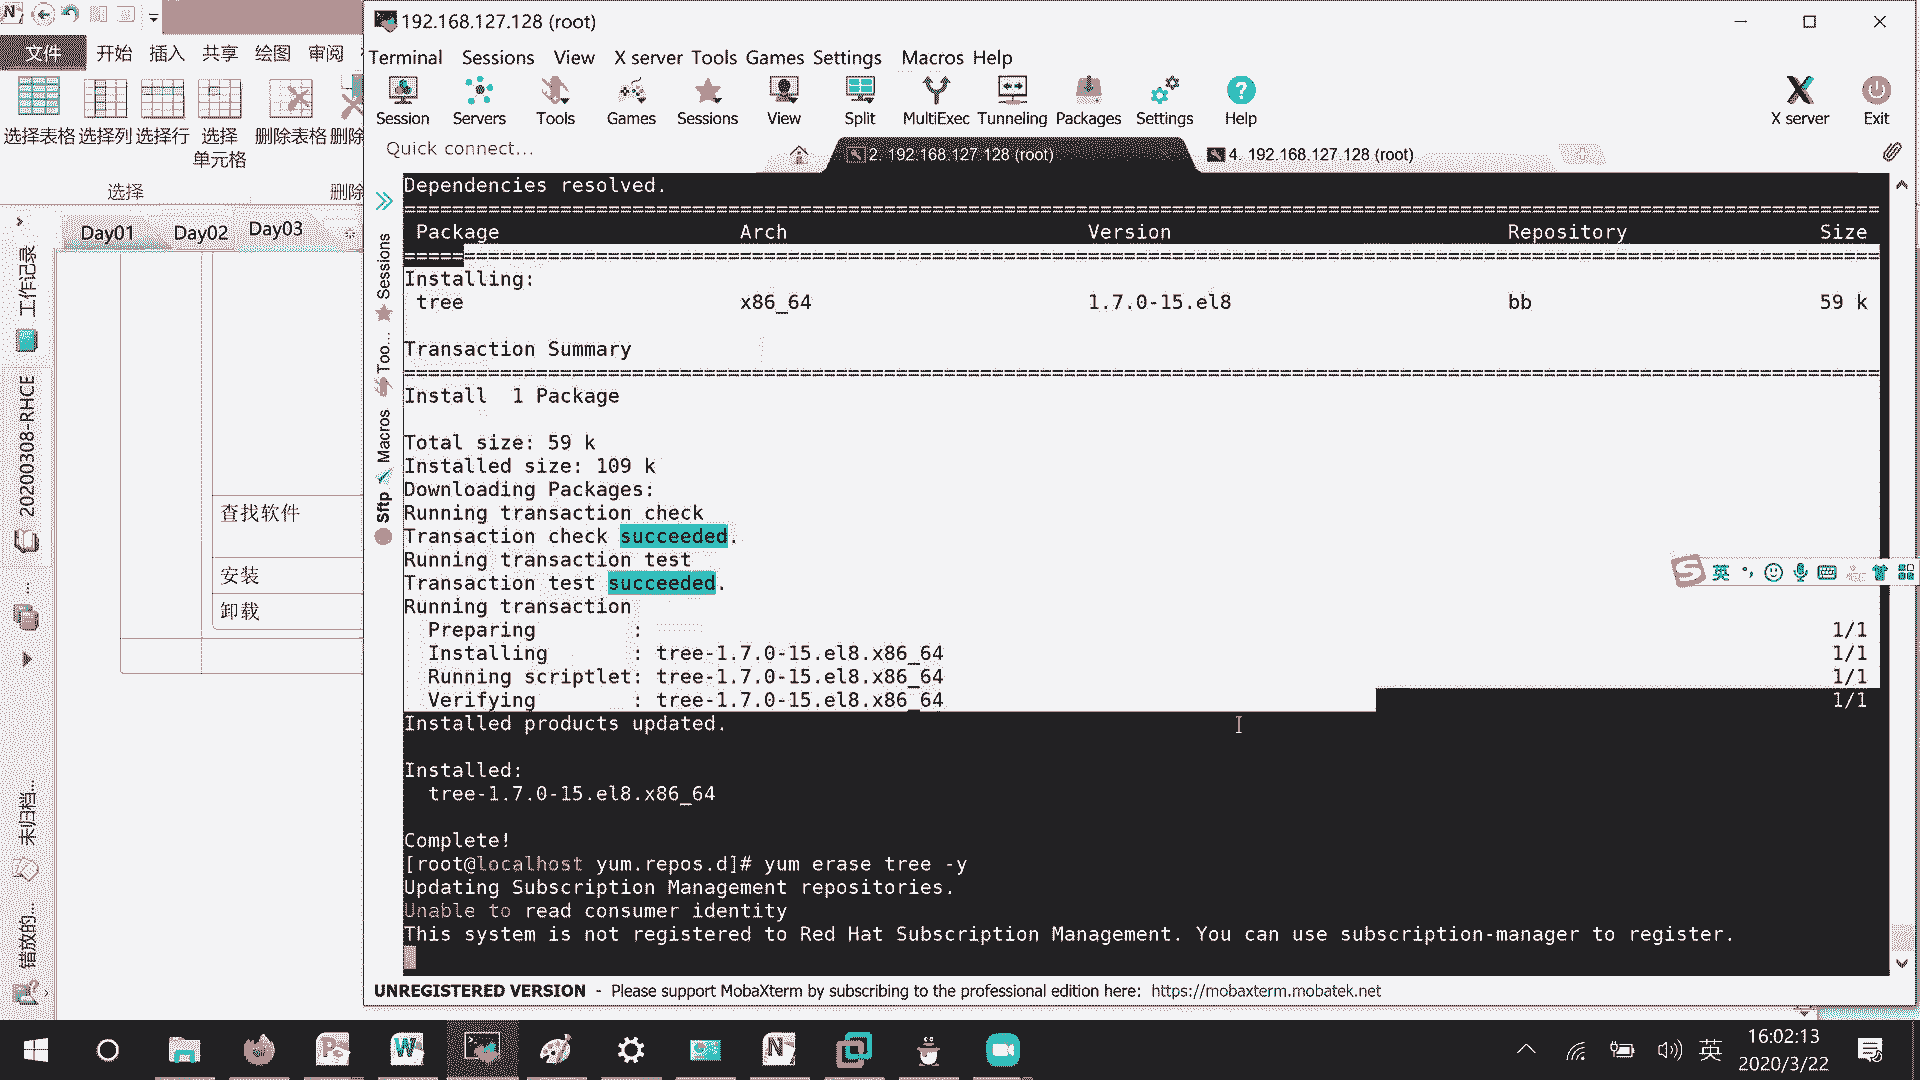 192.168.127.128 (root)
文件 开始 插入 共享 绘图 审阅
Terminal Sessions View X server Tools Games Settings Macros Help
Session Servers Tools Games Sessions View Split MultiExec Tunneling Packages Settings Help X server Exit
选择表格 选择列 选择行 选择单元格 删除表格 删除
选择 删除
Quick connect...
2. 192.168.127.128 (root)
4. 192.168.127.128 (root)
Day01 Day02 Day03
工作记录
20200308-RHCE
...
未归档...
错放的...
查找软件
安装
卸载
Sessions
Too...
Macros
Sftp
Dependencies resolved.
Package Arch Version Repository Size
Installing:
tree x86_64 1.7.0-15.el8 bb 59 k
Transaction Summary
Install 1 Package
Total size: 59 k
Installed size: 109 k
Downloading Packages:
Running transaction check
Transaction check succeeded.
Running transaction test
Transaction test succeeded.
Running transaction
Preparing : 1/1
Installing : tree-1.7.0-15.el8.x86_64 1/1
Running scriptlet: tree-1.7.0-15.el8.x86_64 1/1
Verifying : tree-1.7.0-15.el8.x86_64 1/1
Installed products updated.
Installed:
tree-1.7.0-15.el8.x86_64
Complete!
[root@localhost yum.repos.d]# yum erase tree -y
Updating Subscription Management repositories.
Unable to read consumer identity
This system is not registered to Red Hat Subscription Management. You can use subscription-manager to register.
UNREGISTERED VERSION - Please support MobaXterm by subscribing to the professional edition here: https://mobaxterm.mobatek.net
英
英
16:02:13
2020/3/22